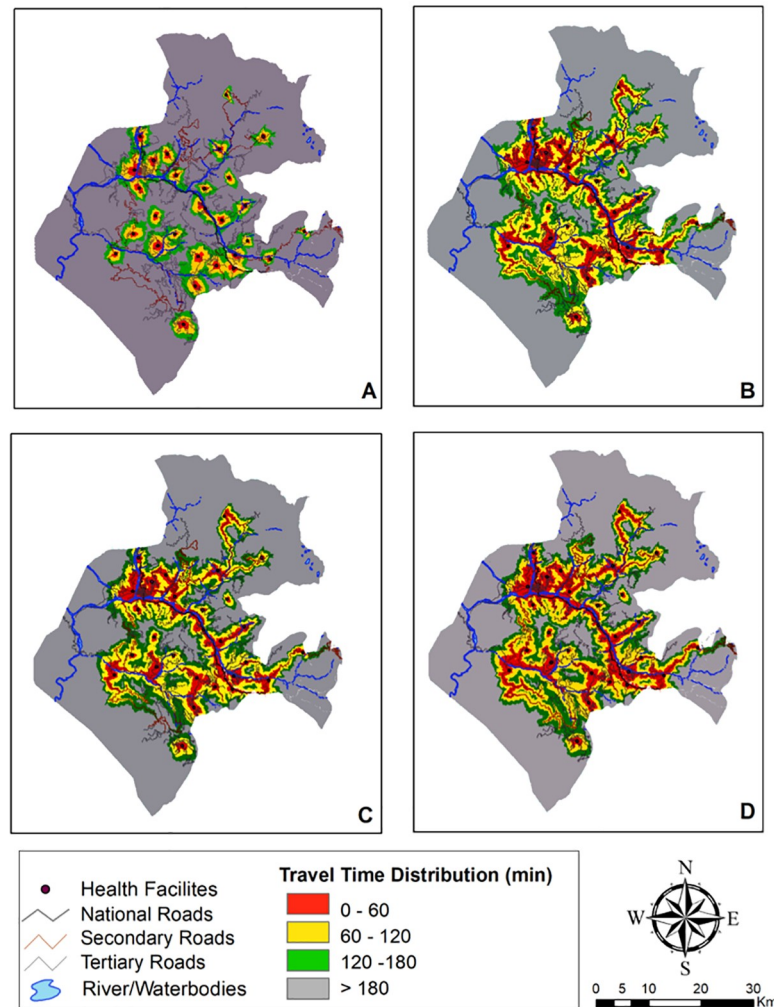 A
B
C
D
Health Facilites
National Roads
Secondary Roads
Tertiary Roads
River/Waterbodies
Travel Time Distribution (min)
0 - 60
60 - 120
120 -180
> 180
N
W E
S
0 5 10 20 30
Km